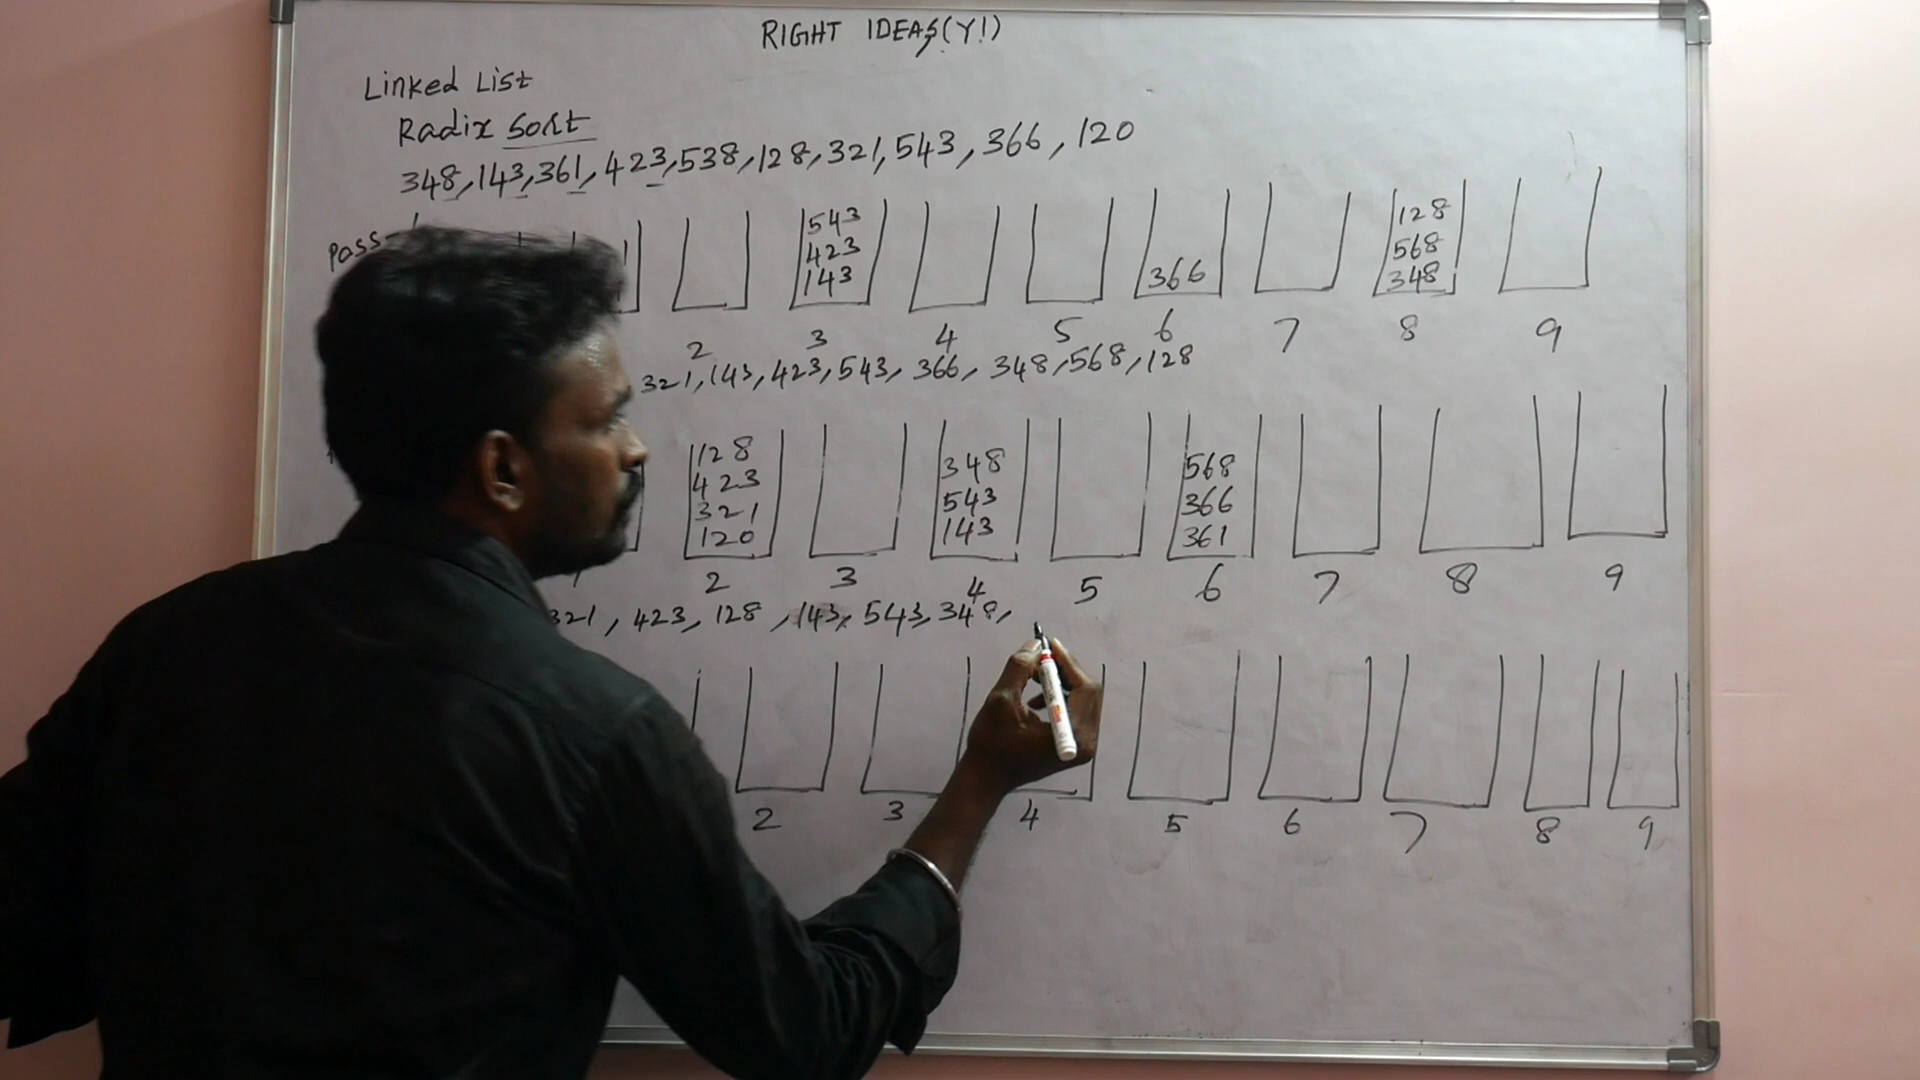 RIGHT IDEAS(Y!)
Linked List
Radix Sort
348,143,361,423,538,128,321,543,366,120
Pass-1
543 128
423 568
143 366 348
2 3 4 5 6 7 8 9
321,143,423,543,366,348,568,128
128
423 348 568
321 543 366
120 143 361
1 2 3 4 5 6 7 8 9
321,423,128,143,543,348,
2 3 4 5 6 7 8 9